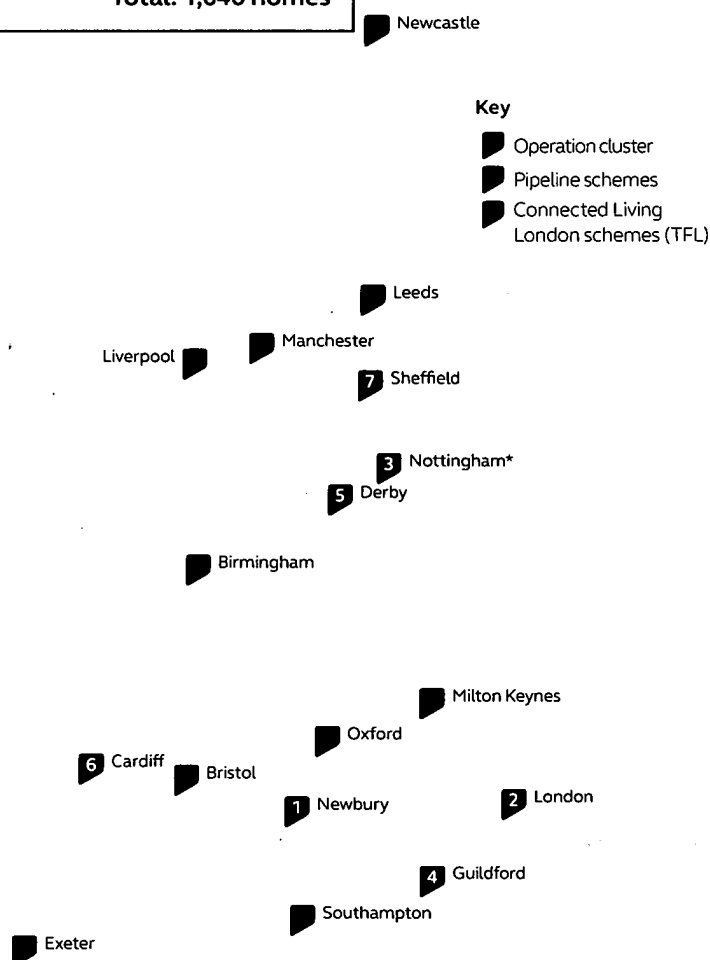 Total: 1,040 homes
Newcastle
Key
Operation cluster
Pipeline schemes
Connected Living
London schemes (TFL)
Leeds
Manchester
Liverpool
7 Sheffield
3 Nottingham*
5 Derby
Birmingham
Milton Keynes
Oxford
6 Cardiff
Bristol
1 Newbury
2 London
4 Guildford
Southampton
Exeter